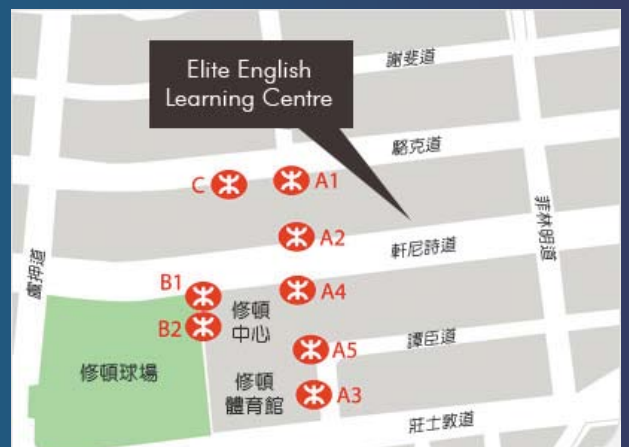 Elite English
Learning Centre
謝斐道
駱克道
C
A1
A2
菲林明道
軒尼詩道
盧押道
B1
A4
B2
修頓
中心
譚臣道
A5
修頓球場
修頓
體育館
A3
莊士敦道